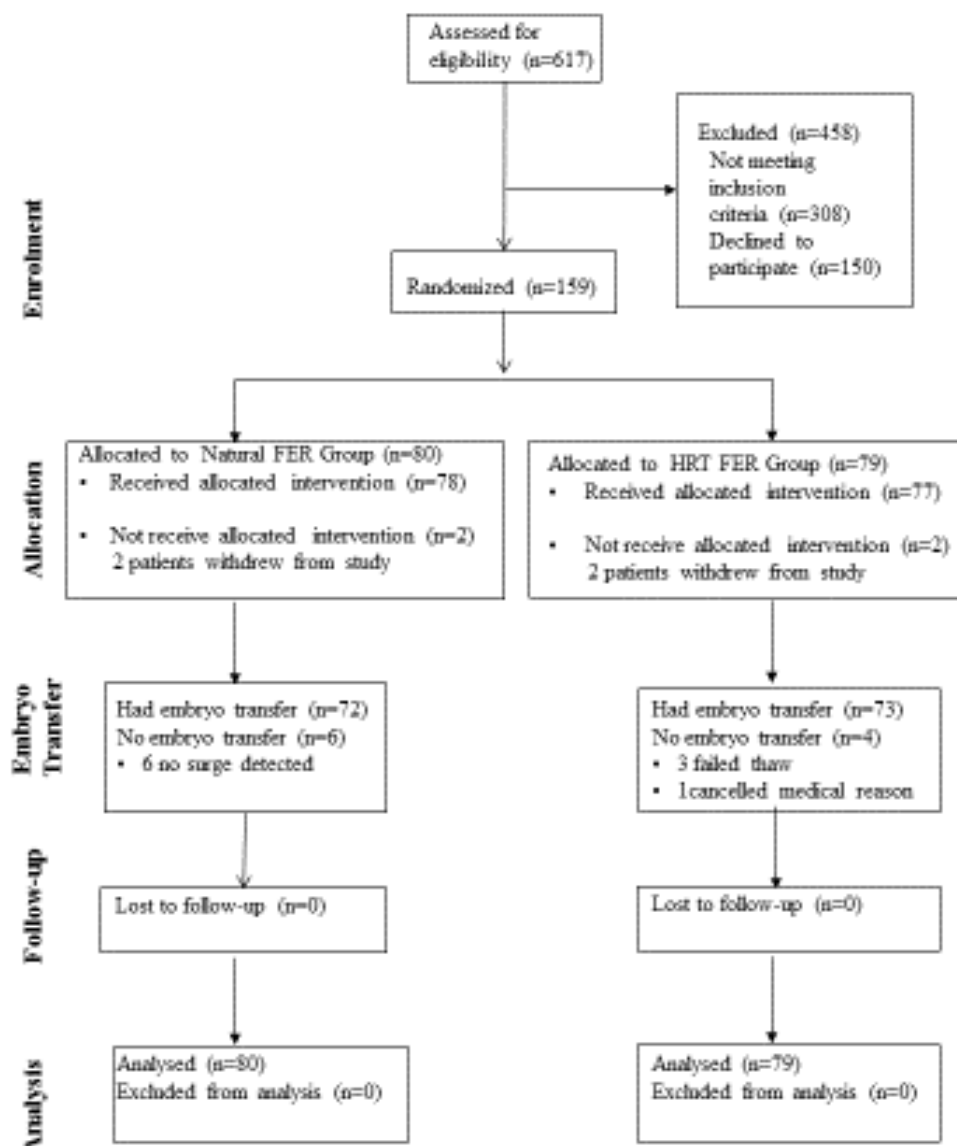 Assessed for
eligibility (n=617)
Excluded (n=458)
Not meeting
inclusion
criteria (n=308)
Declined to
participate (n=150)
Enrolment
Randomized (n=159)
Allocation
Allocated to Natural FER Group (n=80)
• Received allocated intervention (n=78)
• Not receive allocated intervention (n=2)
2 patients withdrew from study
Allocated to HRT FER Group (n=79)
• Received allocated intervention (n=77)
• Not receive allocated intervention (n=2)
2 patients withdrew from study
Embryo
Transfer
Had embryo transfer (n=72)
No embryo transfer (n=6)
• 6 no surge detected
Had embryo transfer (n=73)
No embryo transfer (n=4)
• 3 failed thaw
• 1cancelled medical reason
Follow-up
Lost to follow-up (n=0)
Lost to follow-up (n=0)
Analysis
Analysed (n=80)
Excluded from analysis (n=0)
Analysed (n=79)
Excluded from analysis (n=0)